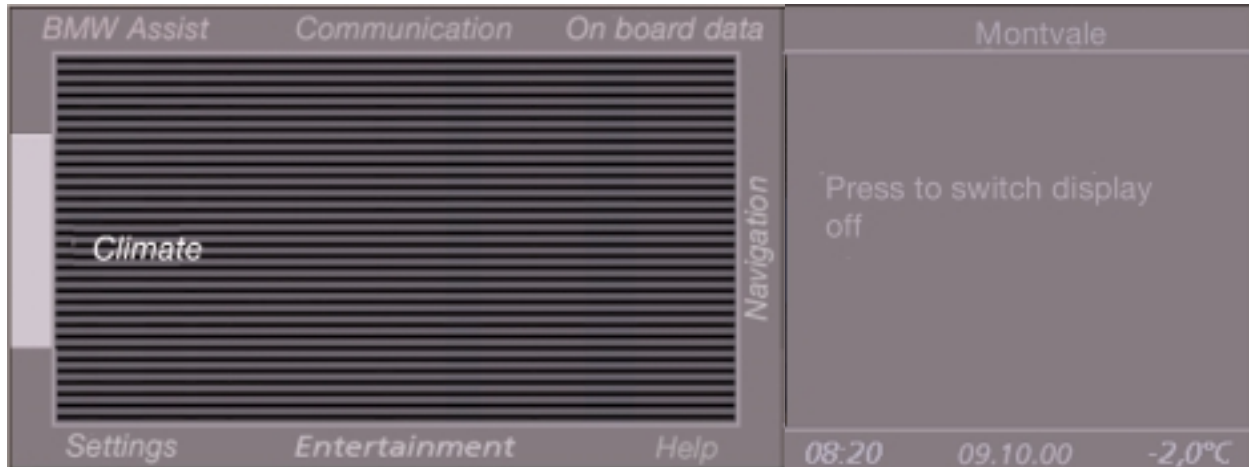 BMW Assist Communication On board data
Montvale
Climate
Navigation
Press to switch display
off
Settings Entertainment Help
08:20 09.10.00 -2,0°C